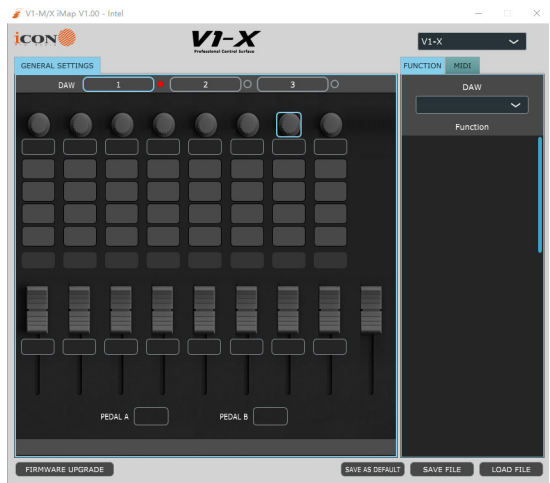 V1-M/X iMap V1.00 - Intel
iCON
V1-X
Professional Control Surface
V1-X
GENERAL SETTINGS
FUNCTION MIDI
DAW 1 2 3
DAW
Function
PEDAL A PEDAL B
FIRMWARE UPGRADE SAVE AS DEFAULT SAVE FILE LOAD FILE